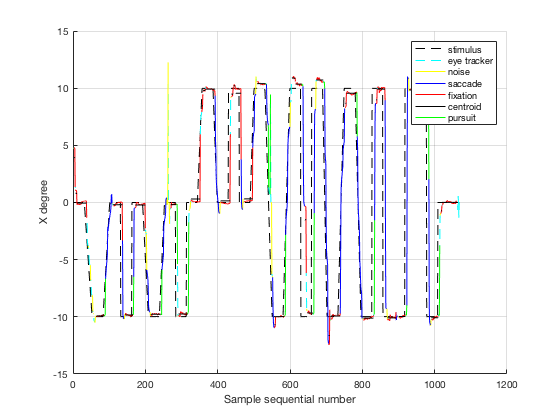 15
10
5
0
-5
-10
-15
X degree
0
200
400
600
800
1000
1200
Sample sequential number
stimulus
eye tracker
noise
saccade
fixation
centroid
pursuit